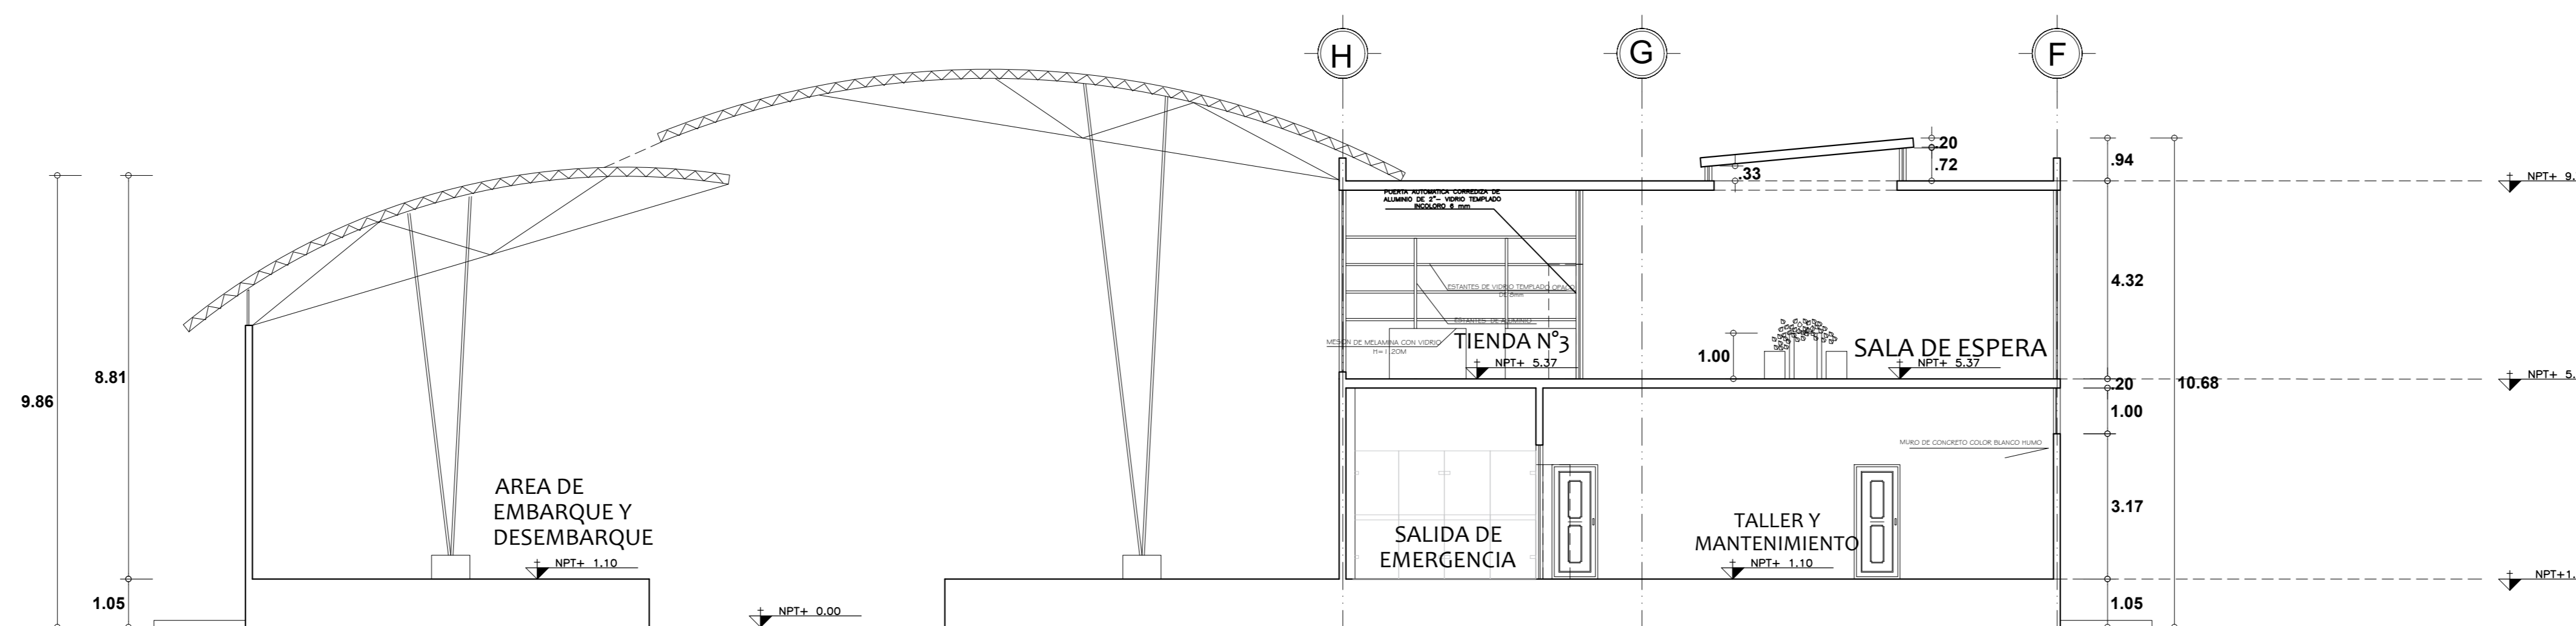 H
G
F
.20
.72
.33
.94
NPT+ 9.
PUERTA AUTOMATICA CORREDIZA DE
ALUMINIO DE 2"- VIDRIO TEMPLADO
INCOLORO 6 mm
4.32
ESTANTES DE VIDRIO TEMPLADO OPACO
DE 6mm
ESTANTES DE ALUMINIO
MESON DE MELAMINA CON VIDRIO
H=1.20M
TIENDA N°3
NPT+ 5.37
1.00
SALA DE ESPERA
NPT+ 5.37
8.81
9.86
.20
10.68
NPT+ 5.
1.00
MURO DE CONCRETO COLOR BLANCO HUMO
AREA DE
EMBARQUE Y
DESEMBARQUE
NPT+ 1.10
SALIDA DE
EMERGENCIA
TALLER Y
MANTENIMIENTO
NPT+ 1.10
3.17
NPT+1.
1.05
NPT+ 0.00
1.05